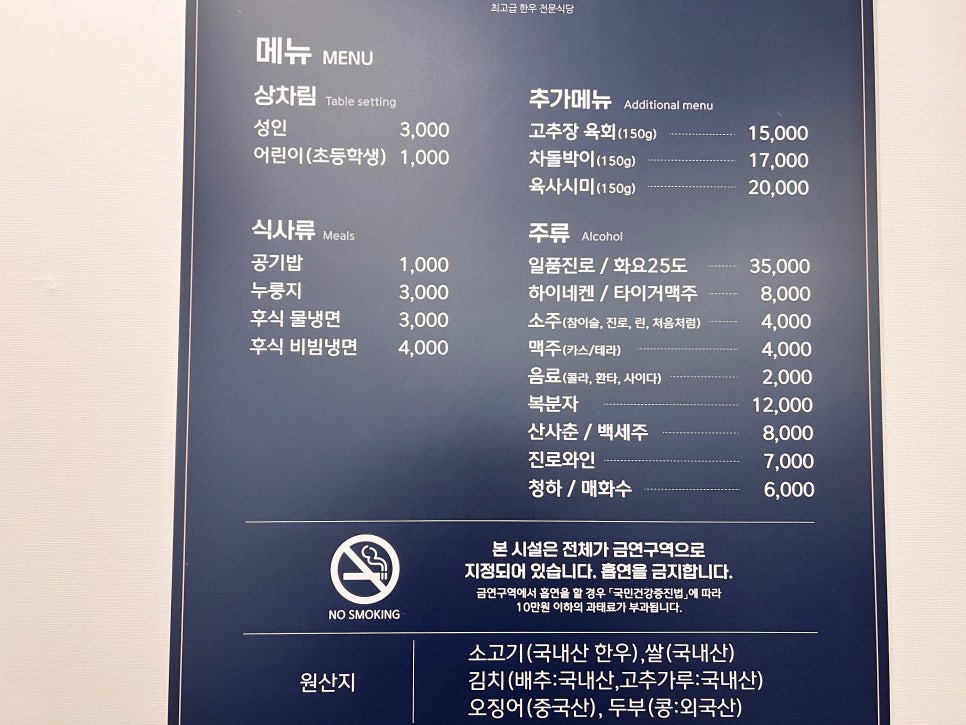 최고급 한우 전문식당
메뉴 MENU
상차림 Table setting
성인 3,000
어린이(초등학생) 1,000
식사류 Meals
공기밥 1,000
누룽지 3,000
후식 물냉면 3,000
후식 비빔냉면 4,000
추가메뉴 Additional menu
고추장 육회(150g) 15,000
차돌박이(150g) 17,000
육사시미(150g) 20,000
주류 Alcohol
일품진로 / 화요25도 35,000
하이네켄 / 타이거맥주 8,000
소주(참이슬, 진로, 린, 처음처럼) 4,000
맥주(카스/테라) 4,000
음료(콜라, 환타, 사이다) 2,000
복분자 12,000
산사춘 / 백세주 8,000
진로와인 7,000
청하 / 매화수 6,000
NO SMOKING
본 시설은 전체가 금연구역으로
지정되어 있습니다. 흡연을 금지합니다.
금연구역에서 흡연을 할 경우 「국민건강증진법」에 따라
10만원 이하의 과태료가 부과됩니다.
원산지
소고기(국내산 한우),쌀(국내산)
김치(배추:국내산,고추가루:국내산)
오징어(중국산), 두부(콩:외국산)